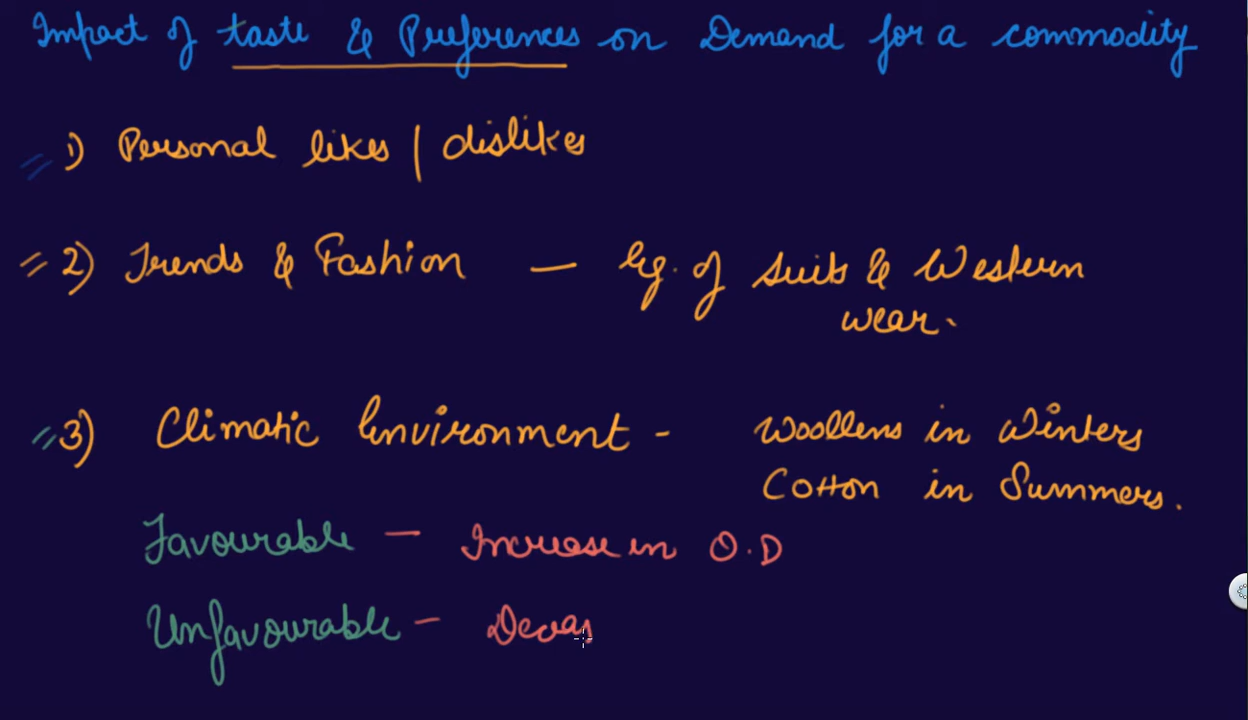 Impact of taste & Preferences on Demand for a commodity
1) Personal likes | dislikes
2) Trends & Fashion - Eg. of Suits & Western
wear.
3) Climatic Environment - Woollens in Winters
Cotton in Summers.
Favourable - Increase in Q.D
Unfavourable - Decreas